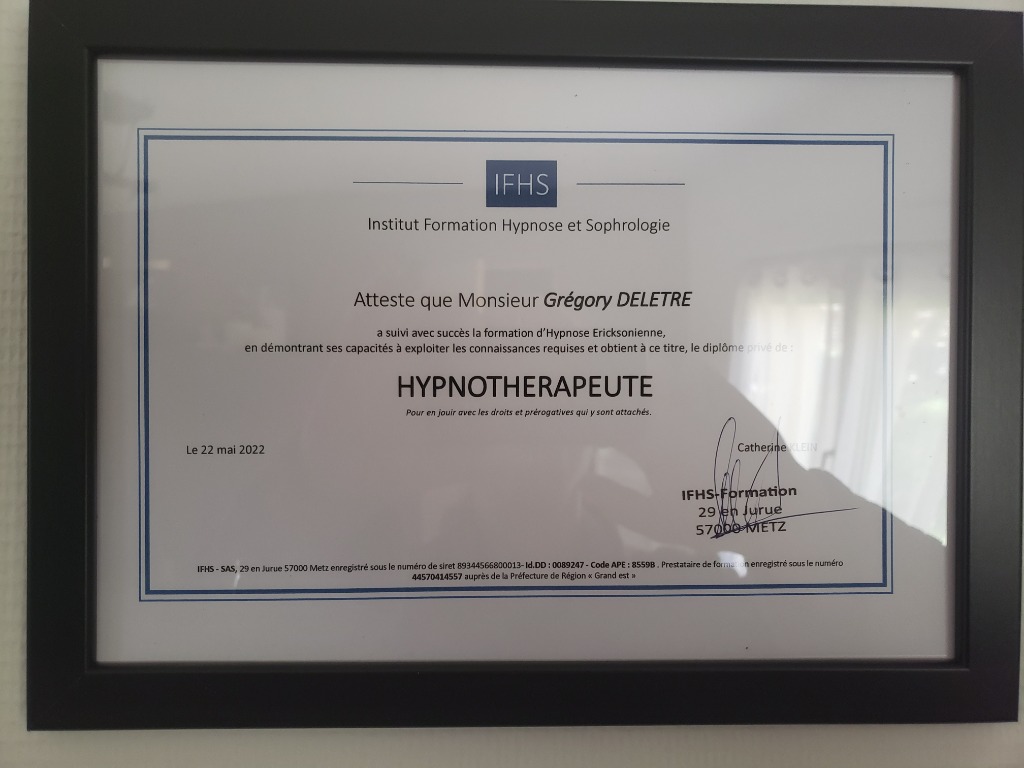 IFHS
Institut Formation Hypnose et Sophrologie
Atteste que Monsieur Grégory DELETRE
a suivi avec succès la formation d'Hypnose Ericksonienne,
en démontrant ses capacités à exploiter les connaissances requises et obtient à ce titre, le diplôme privé de :
HYPNOTHERAPEUTE
Pour en jouir avec les droits et prérogatives qui y sont attachés.
Le 22 mai 2022
Catherine KLEIN
IFHS-Formation
29 en Jurue
57000 METZ
IFHS - SAS, 29 en Jurue 57000 Metz enregistré sous le numéro de siret 89344566800013- Id.DD : 0089247 - Code APE : 8559B . Prestataire de formation enregistré sous le numéro
44570414557 auprès de la Préfecture de Région « Grand est »